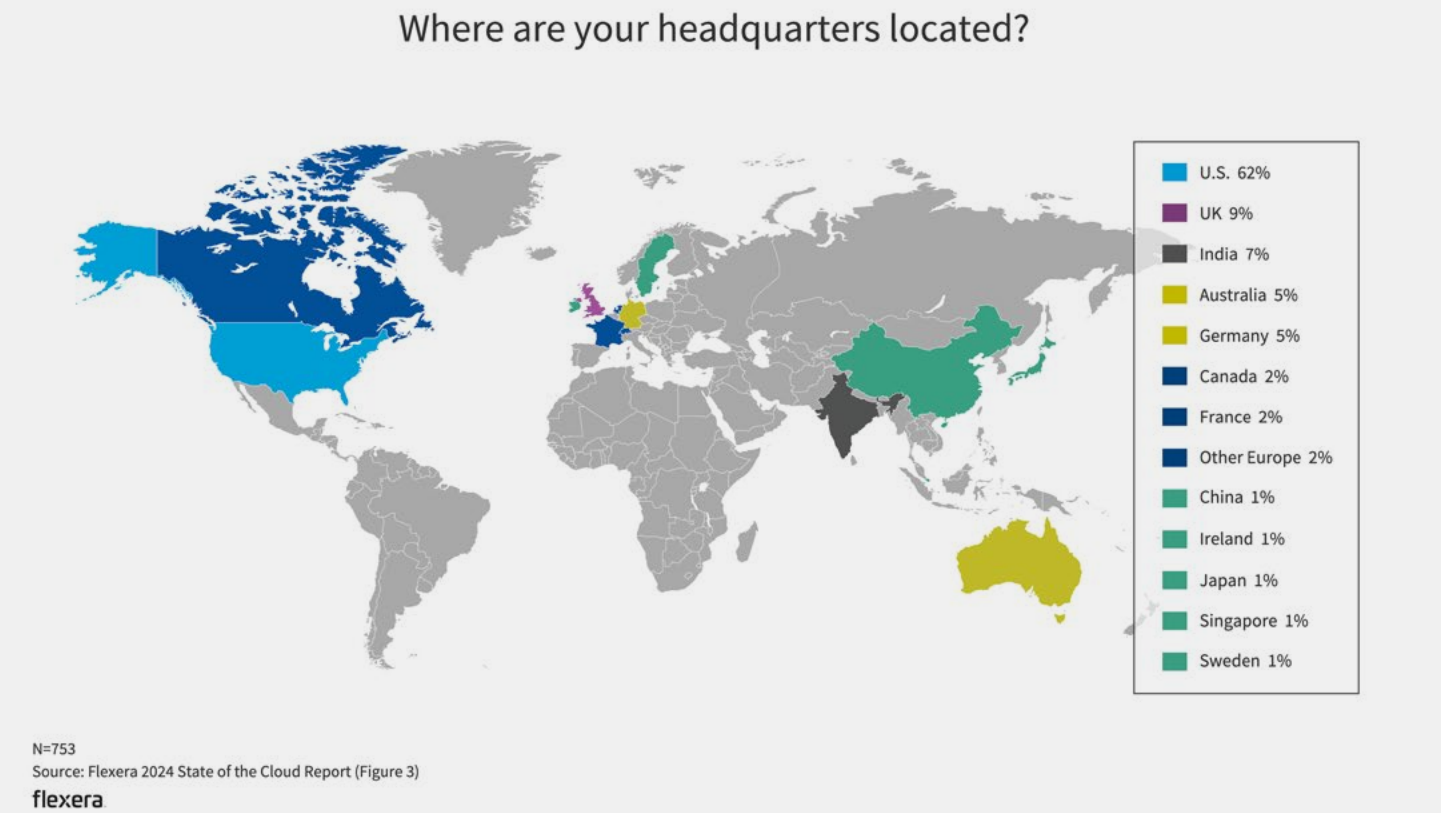 Where are your headquarters located?
U.S. 62%
UK 9%
India 7%
Australia 5%
Germany 5%
Canada 2%
France 2%
Other Europe 2%
China 1%
Ireland 1%
Japan 1%
Singapore 1%
Sweden 1%
N=753
Source: Flexera 2024 State of the Cloud Report (Figure 3)
flexera